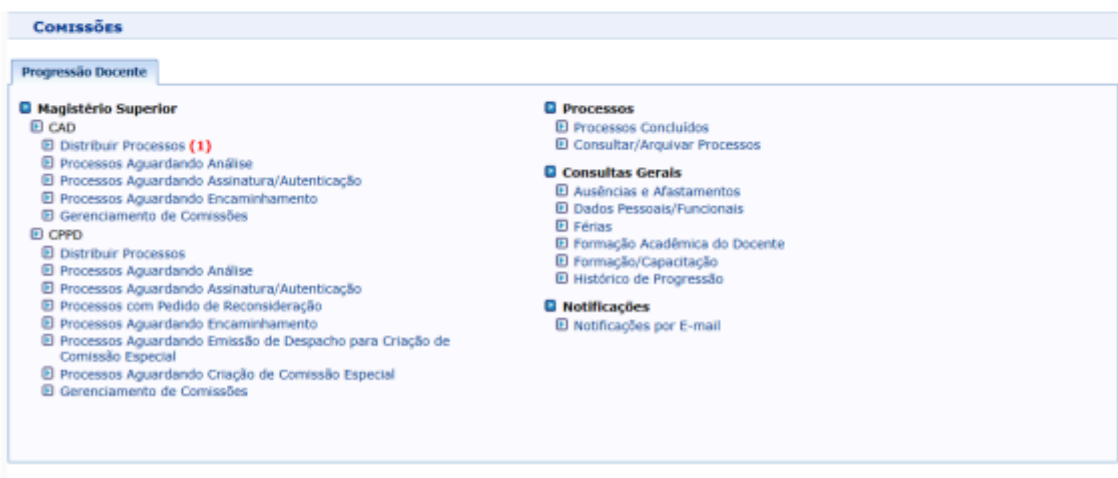 Comissões
Progressão Docente
Magistério Superior
CAD
Distribuir Processos (1)
Processos Aguardando Análise
Processos Aguardando Assinatura/Autenticação
Processos Aguardando Encaminhamento
Gerenciamento de Comissões
CPPD
Distribuir Processos
Processos Aguardando Análise
Processos Aguardando Assinatura/Autenticação
Processos com Pedido de Reconsideração
Processos Aguardando Encaminhamento
Processos Aguardando Emissão de Despacho para Criação de
Comissão Especial
Processos Aguardando Criação de Comissão Especial
Gerenciamento de Comissões
Processos
Processos Concluídos
Consultar/Arquivar Processos
Consultas Gerais
Ausências e Afastamentos
Dados Pessoais/Funcionais
Férias
Formação Acadêmica do Docente
Formação/Capacitação
Histórico de Progressão
Notificações
Notificações por E-mail